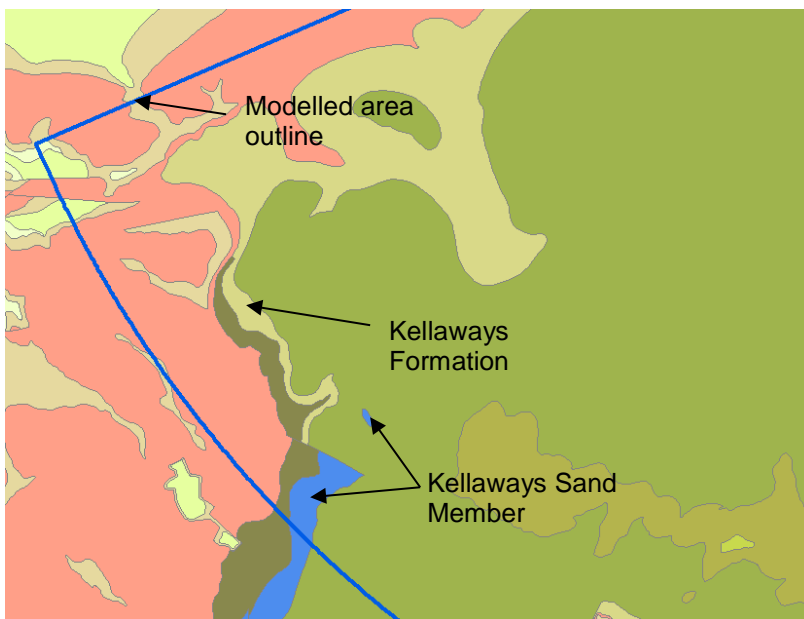 Modelled area
outline
Kellaways
Formation
Kellaways Sand
Member